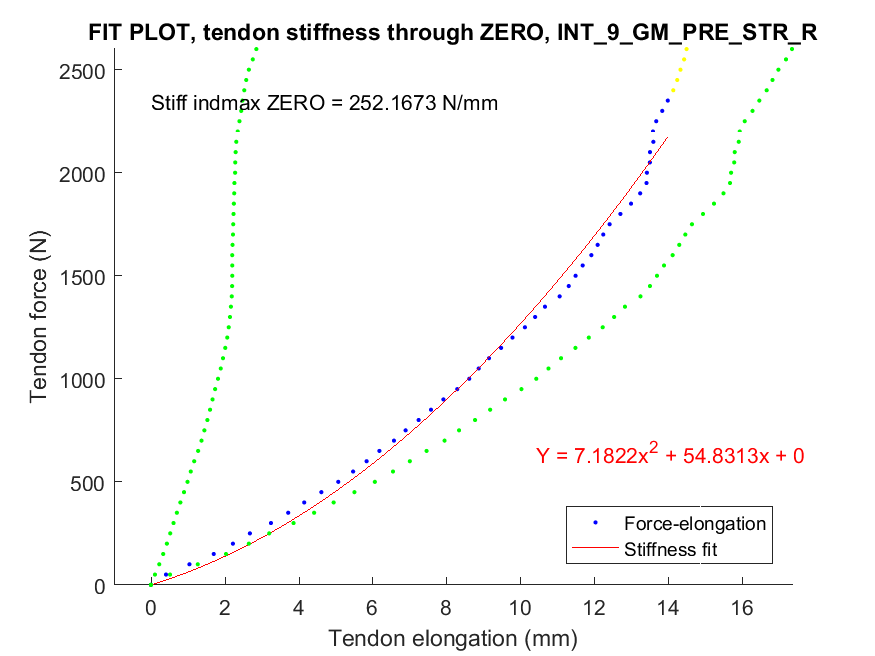 FIT PLOT, tendon stiffness through ZERO, INT_9_GM_PRE_STR_R
Stiff indmax ZERO = 252.1673 N/mm
Tendon force (N)
2500
2000
1500
1000
500
0
Y = 7.1822x² + 54.8313x + 0
Force-elongation
Stiffness fit
0 2 4 6 8 10 12 14 16
Tendon elongation (mm)